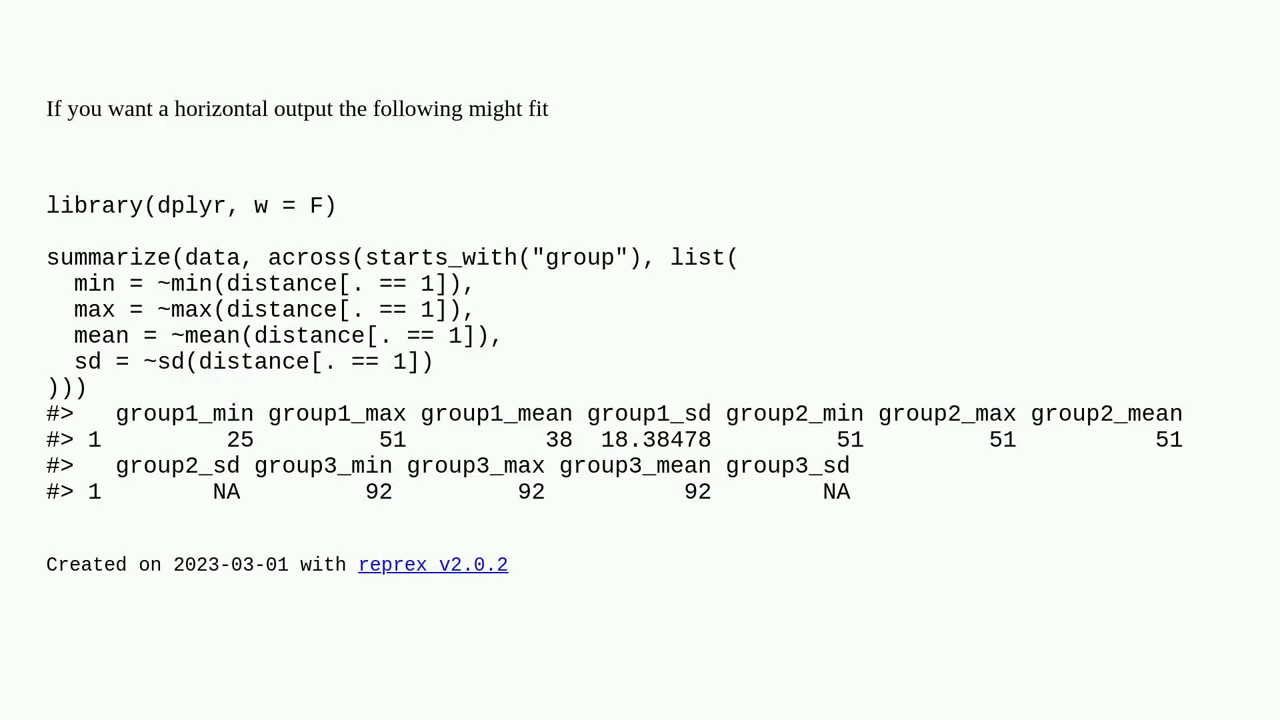 If you want a horizontal output the following might fit
library(dplyr, w = F)
summarize(data, across(starts_with("group"), list(
  min = ~min(distance[. == 1]),
  max = ~max(distance[. == 1]),
  mean = ~mean(distance[. == 1]),
  sd = ~sd(distance[. == 1])
)))
#>   group1_min group1_max group1_mean group1_sd group2_min group2_max group2_mean
#> 1         25         51          38  18.38478         51         51          51
#>   group2_sd group3_min group3_max group3_mean group3_sd
#> 1        NA         92         92          92        NA
Created on 2023-03-01 with reprex v2.0.2